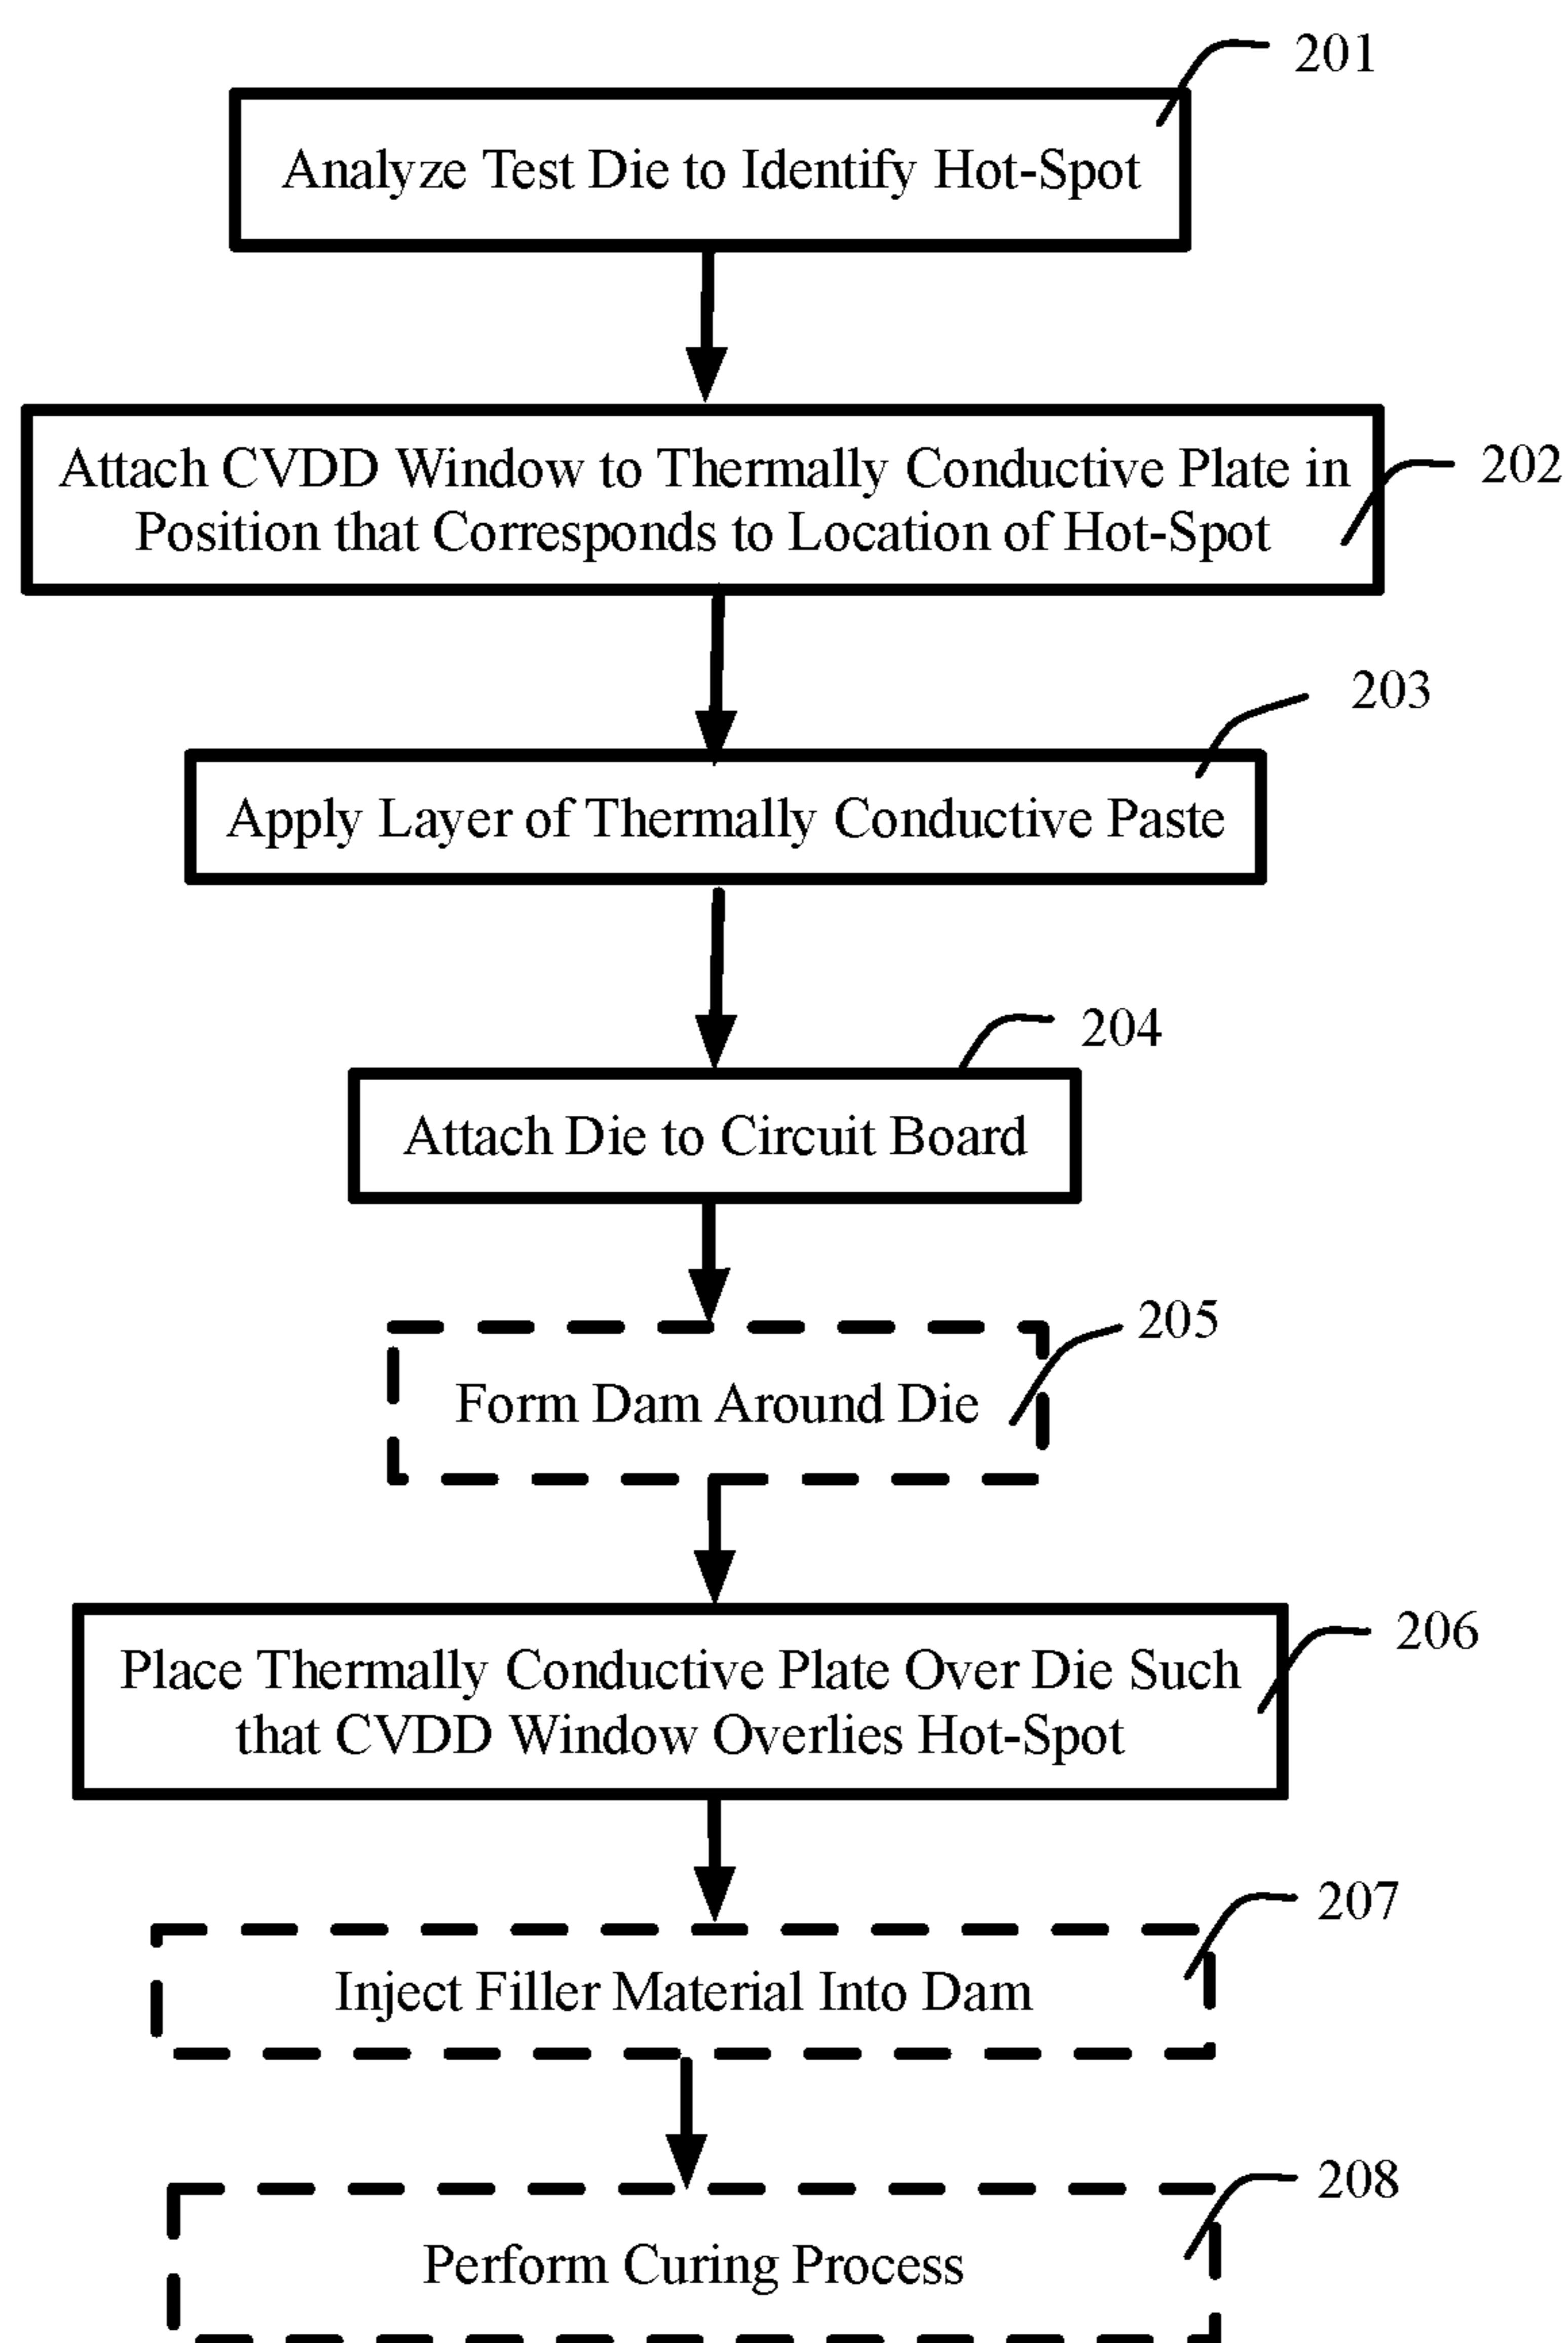 201
Analyze Test Die to Identify Hot-Spot
Attach CVDD Window to Thermally Conductive Plate in
Position that Corresponds to Location of Hot-Spot
202
203
Apply Layer of Thermally Conductive Paste
204
Attach Die to Circuit Board
205
Form Dam Around Die
206
Place Thermally Conductive Plate Over Die Such
that CVDD Window Overlies Hot-Spot
207
Inject Filler Material Into Dam
208
Perform Curing Process